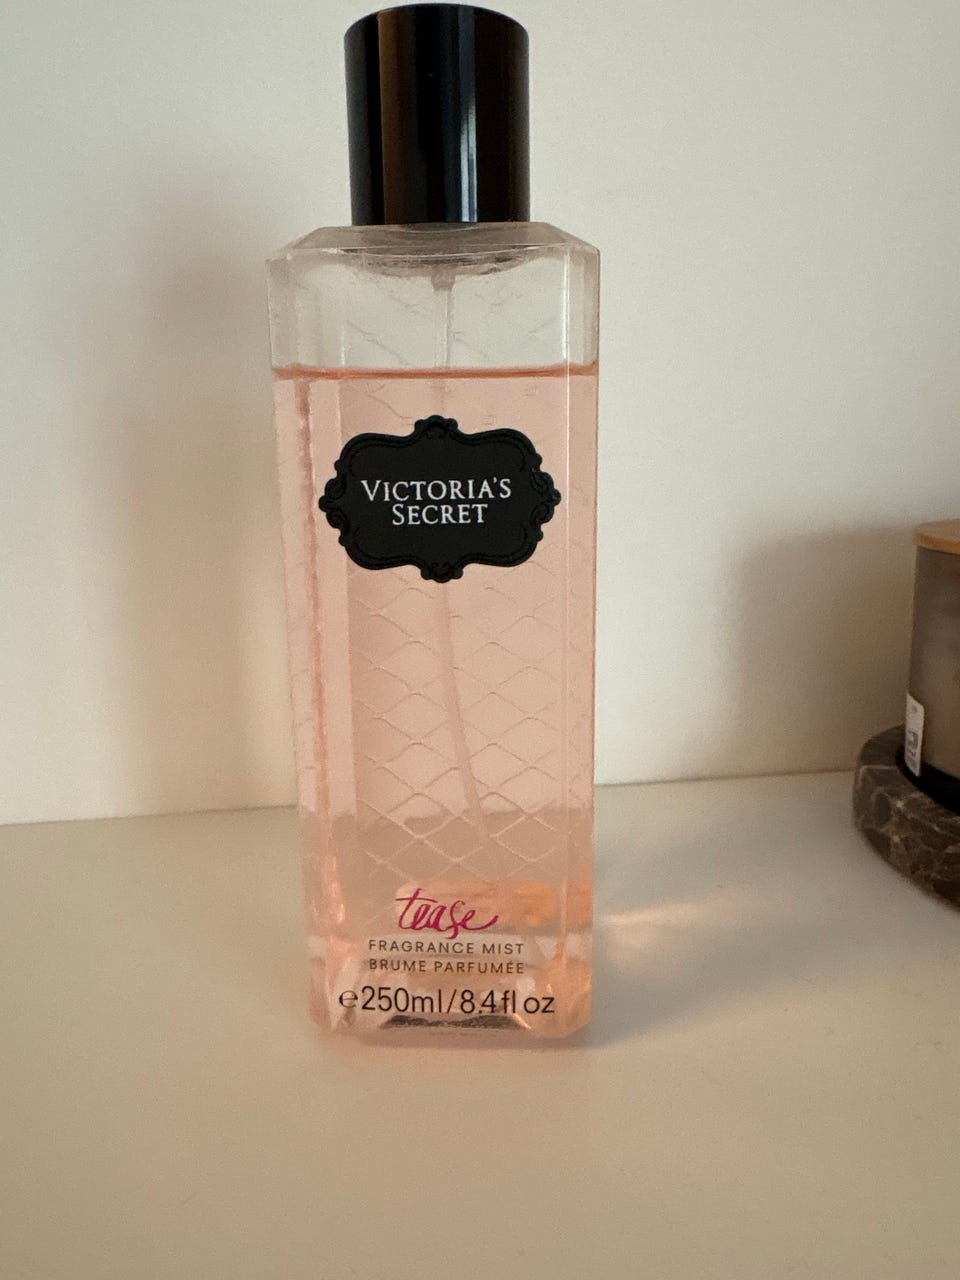 VICTORIA'S
SECRET
tease
FRAGRANCE MIST
BRUME PARFUMÉE
℮250ml/8.4fl oz